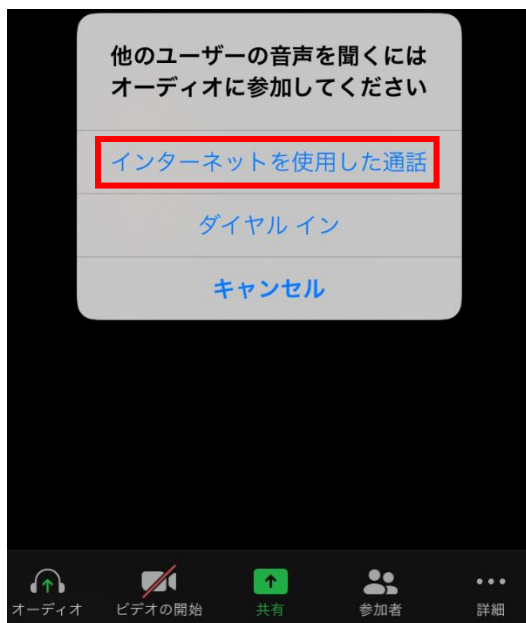 他のユーザーの音声を聞くには
オーディオに参加してください
インターネットを使用した通話
ダイヤル イン
キャンセル
オーディオ ビデオの開始 共有 参加者 詳細